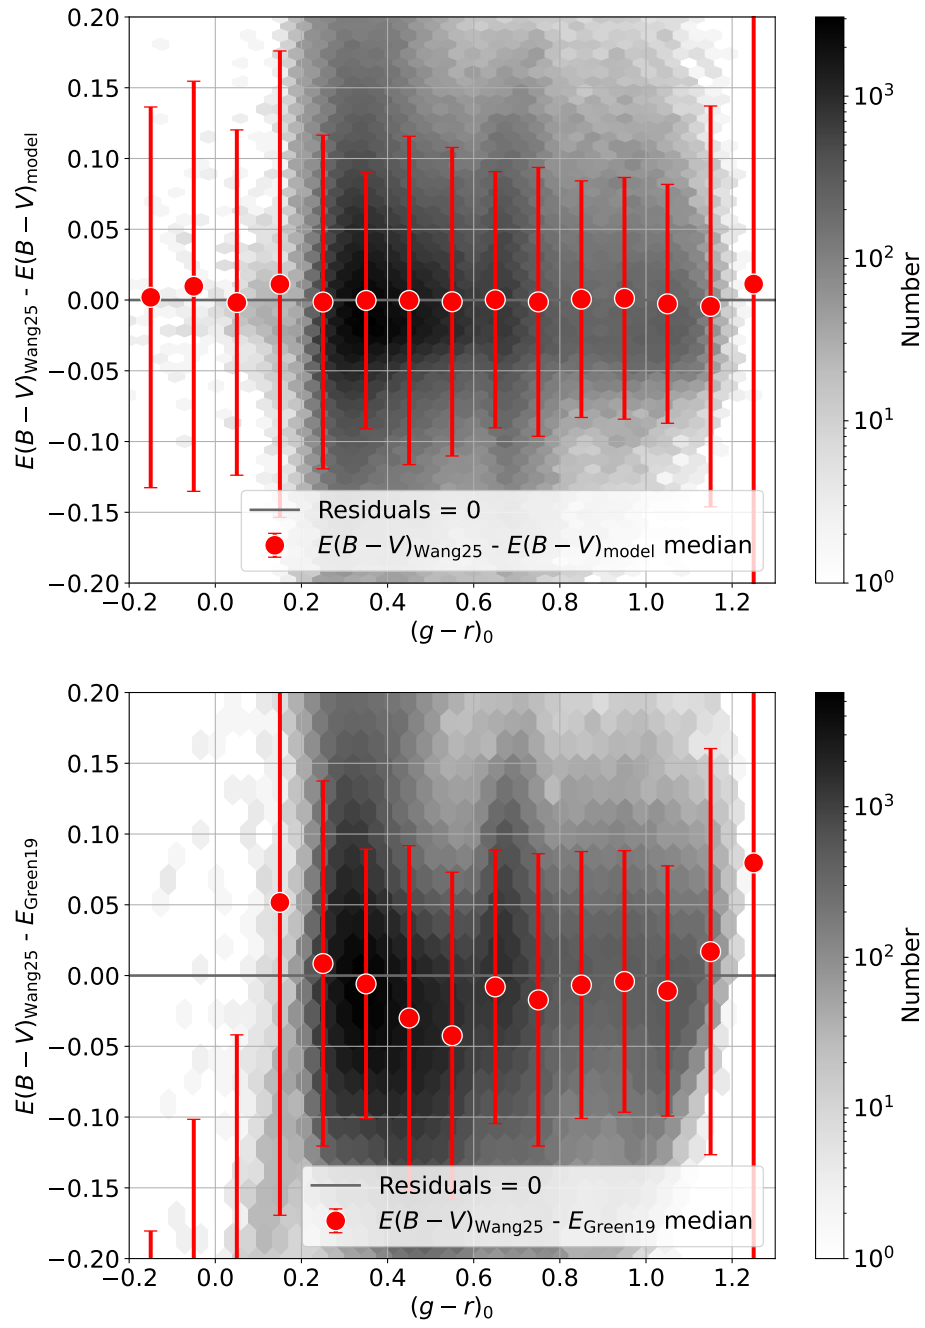 0.20
0.15
0.10
0.05
0.00
−0.05
−0.10
−0.15
−0.20
E(B − V)Wang25 - E(B − V)model
Residuals = 0
E(B − V)Wang25 - E(B − V)model median
−0.2 0.0 0.2 0.4 0.6 0.8 1.0 1.2
(g − r)0
10^3
10^2
10^1
10^0
Number
0.20
0.15
0.10
0.05
0.00
−0.05
−0.10
−0.15
−0.20
E(B − V)Wang25 - EGreen19
Residuals = 0
E(B − V)Wang25 - EGreen19 median
−0.2 0.0 0.2 0.4 0.6 0.8 1.0 1.2
(g − r)0
10^3
10^2
10^1
10^0
Number